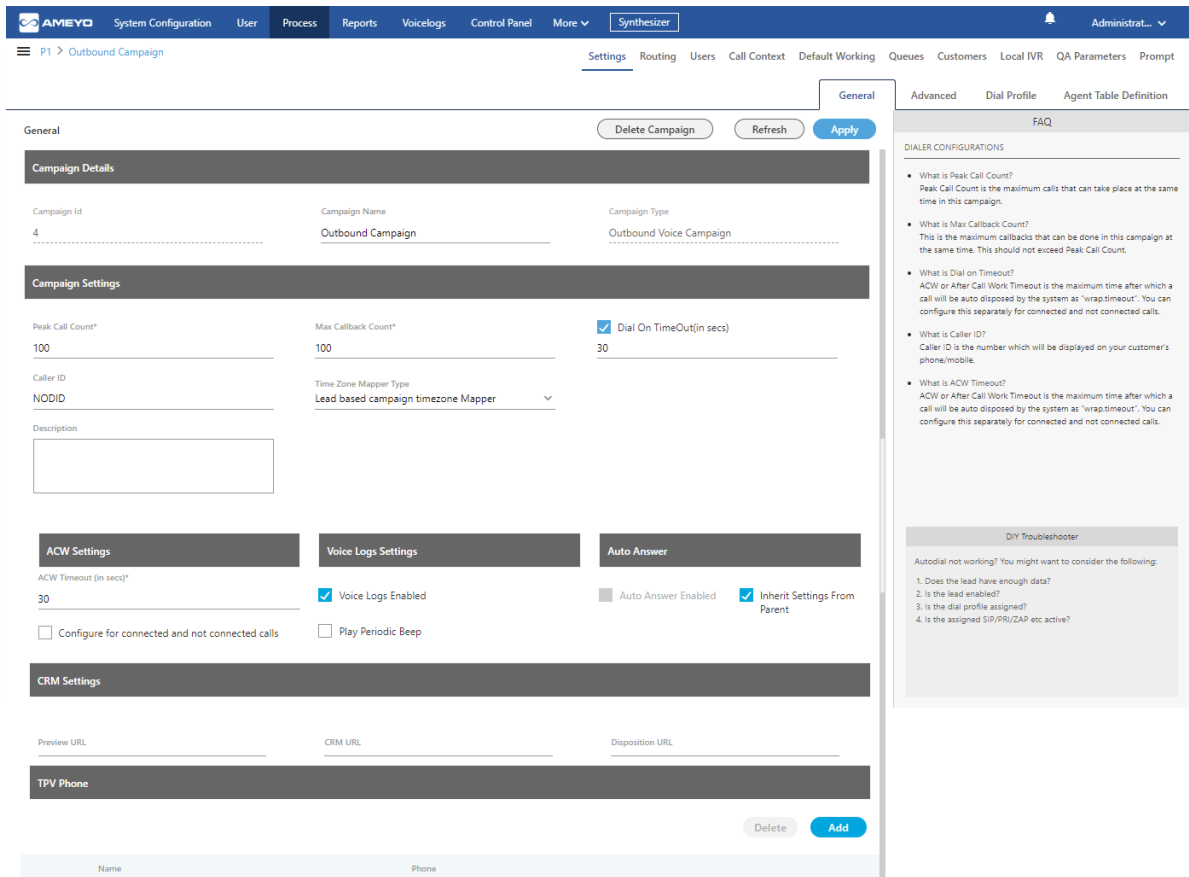 AMEYO System Configuration User Process Reports Voicelogs Control Panel More Synthesizer Administrat...
P1 > Outbound Campaign
Settings Routing Users Call Context Default Working Queues Customers Local IVR QA Parameters Prompt
General Advanced Dial Profile Agent Table Definition
General Delete Campaign Refresh Apply
Campaign Details
Campaign Id Campaign Name Campaign Type
4 Outbound Campaign Outbound Voice Campaign
Campaign Settings
Peak Call Count* Max Callback Count* Dial On TimeOut(in secs)
100 100 30
Caller ID Time Zone Mapper Type
NODID Lead based campaign timezone Mapper
Description
ACW Settings Voice Logs Settings Auto Answer
ACW Timeout (in secs)*
30 Voice Logs Enabled Auto Answer Enabled Inherit Settings From
Parent
Configure for connected and not connected calls Play Periodic Beep
CRM Settings
Preview URL CRM URL Disposition URL
TPV Phone
Delete Add
Name Phone
FAQ
DIALER CONFIGURATIONS
• What is Peak Call Count?
Peak Call Count is the maximum calls that can take place at the same
time in this campaign.
• What is Max Callback Count?
This is the maximum callbacks that can be done in this campaign at
the same time. This should not exceed Peak Call Count.
• What is Dial on Timeout?
ACW or After Call Work Timeout is the maximum time after which a
call will be auto disposed by the system as "wrap.timeout". You can
configure this separately for connected and not connected calls.
• What is Caller ID?
Caller ID is the number which will be displayed on your customer's
phone/mobile.
• What is ACW Timeout?
ACW or After Call Work Timeout is the maximum time after which a
call will be auto disposed by the system as "wrap.timeout". You can
configure this separately for connected and not connected calls.
DIY Troubleshooter
Autodial not working? You might want to consider the following:
1. Does the lead have enough data?
2. Is the lead enabled?
3. Is the dial profile assigned?
4. Is the assigned SIP/PRI/ZAP etc active?